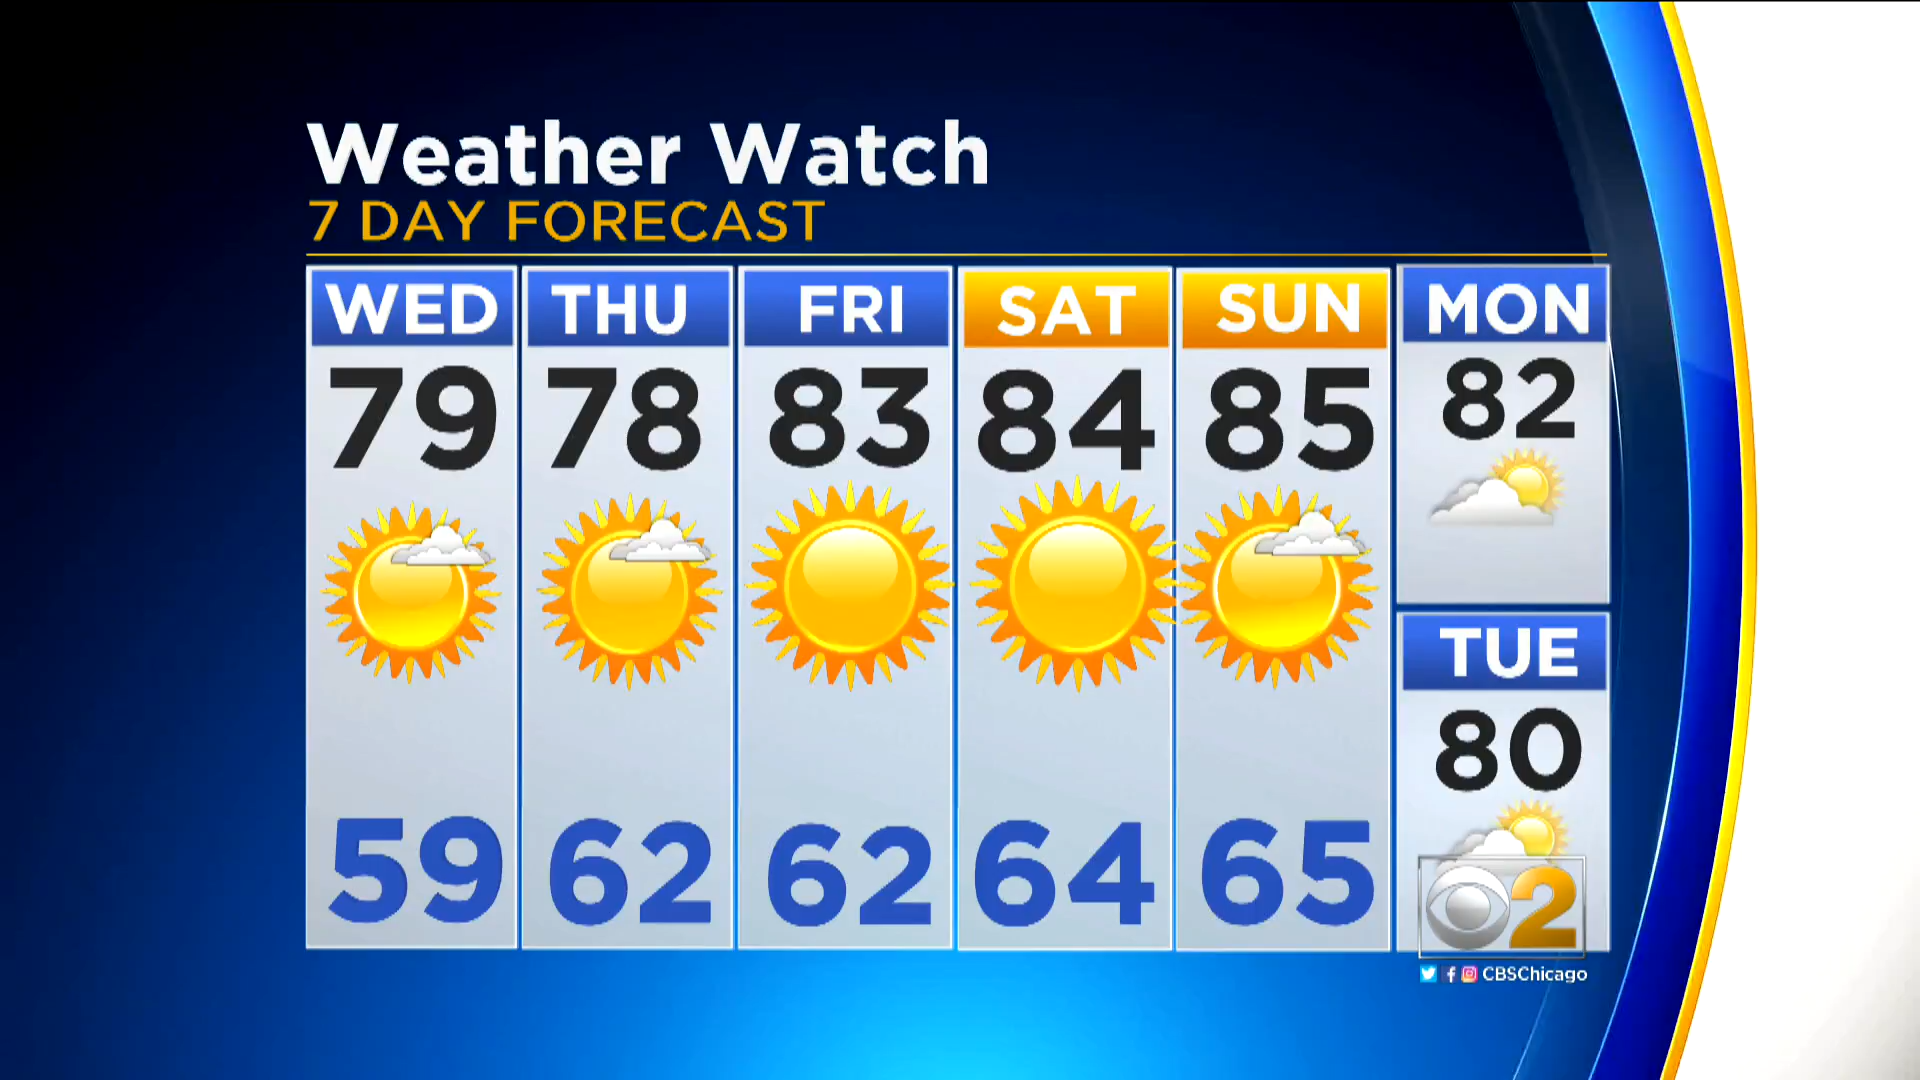 Weather Watch
7 DAY FORECAST
WED THU FRI SAT SUN MON
79 78 83 84 85 82
TUE
80
59 62 62 64 65
2
CBSChicago